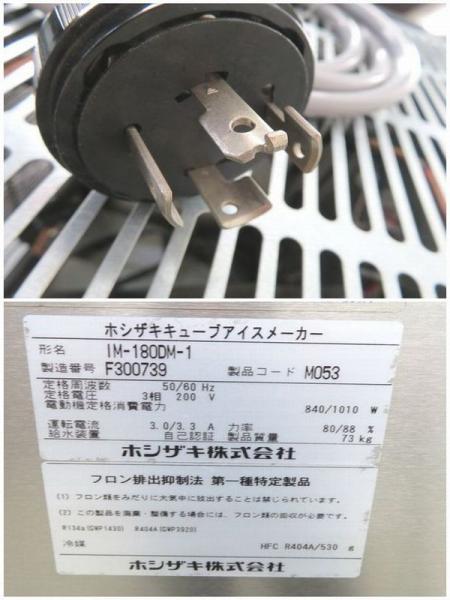 ホシザキキューブアイスメーカー
形名 IM-180DM-1
製造番号 F300739 製品コード M053
定格周波数 50/60 Hz
定格電圧 3相 200 V
電動機定格消費電力 840/1010 W
運転電流 3.0/3.3 A 力率 80/88 %
給水装置 自己認証 製品質量 73 kg
ホシザキ株式会社
フロン排出抑制法 第一種特定製品
(1) フロン類をみだりに大気中に放出することは禁じられています。
(2) この製品を廃棄・整備する場合には、フロン類の回収が必要です。
R134a(GWP1430) R404A(GWP3920)
冷媒 HFC R404A/530 g
ホシザキ株式会社